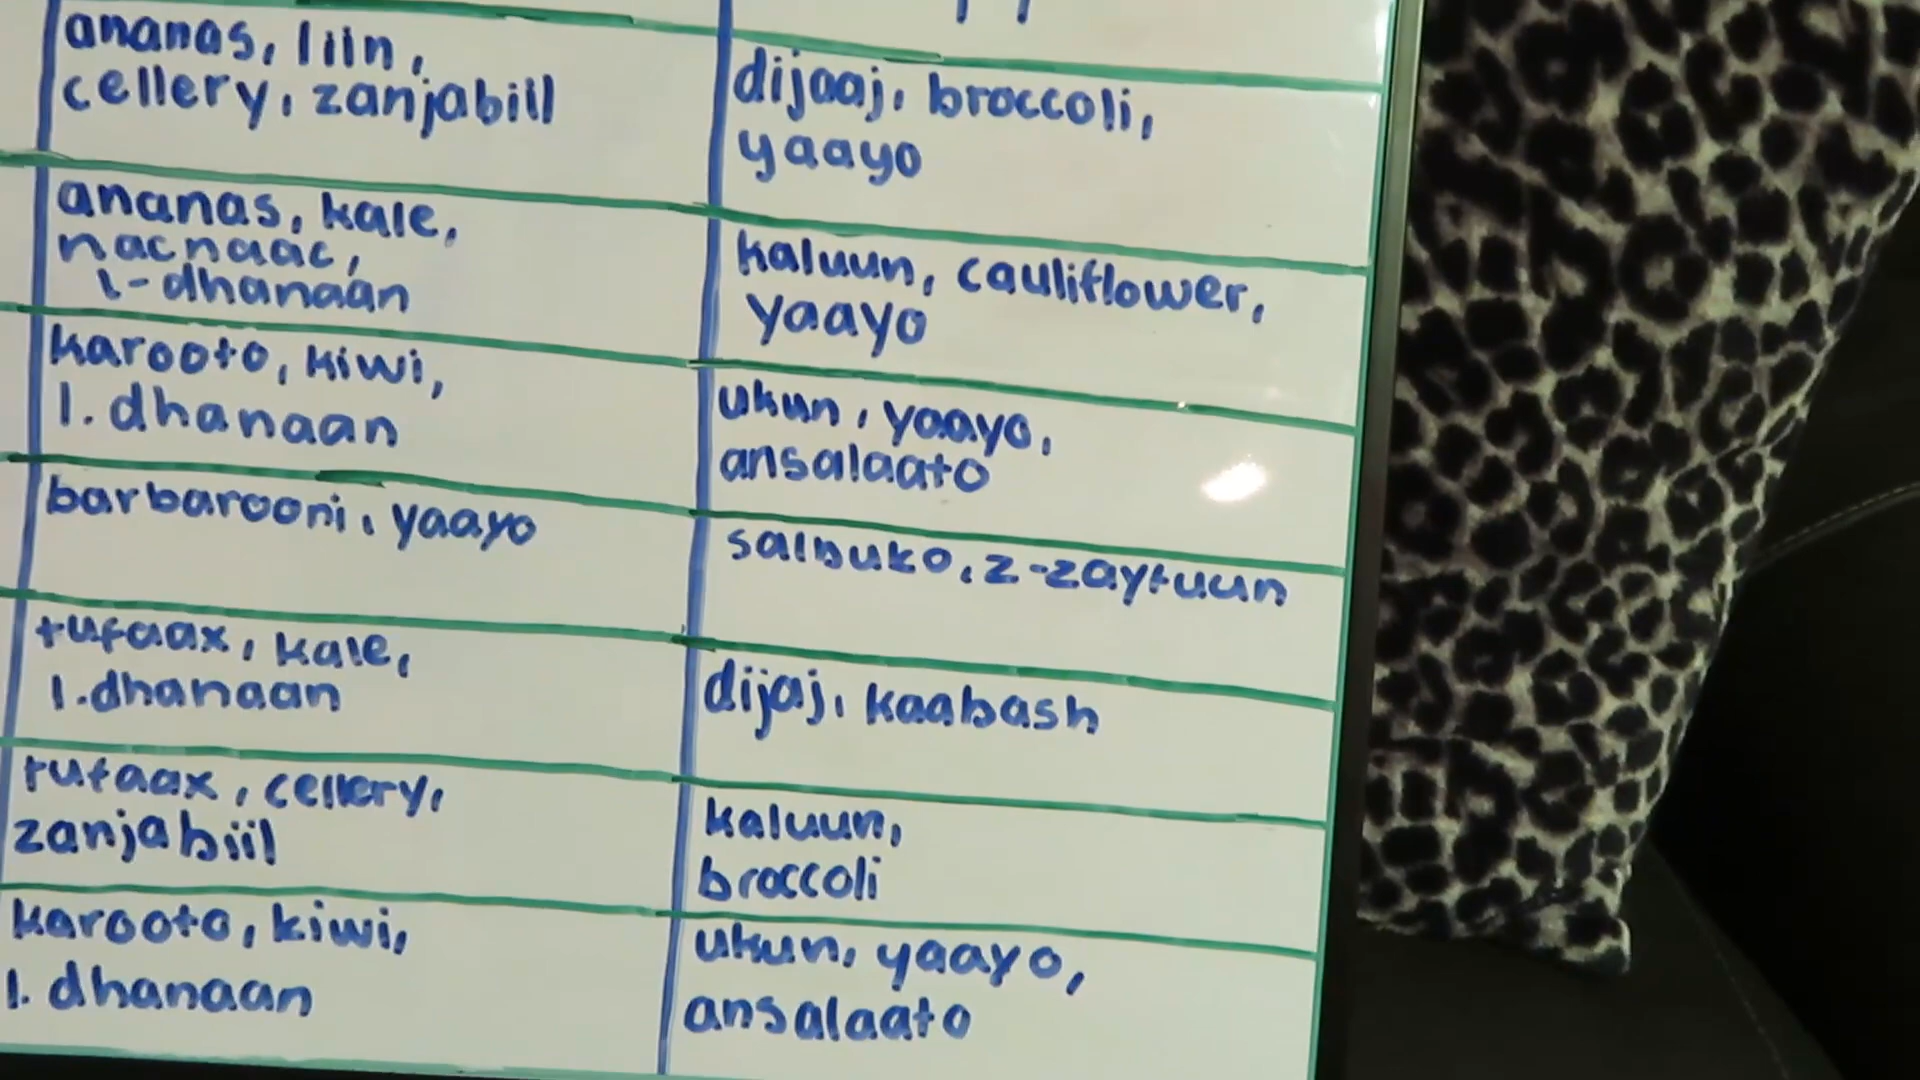 ananas, liin,
cellery, zanjabiil
dijaaj, broccoli,
yaayo
ananas, kale,
nacnaac,
l-dhanaan
kaluun, cauliflower,
yaayo
karooto, kiwi,
l. dhanaan
ukun, yaayo,
ansalaato
barbarooni, yaayo
salbuko, z-zaytuun
tufaax, kale,
l.dhanaan
dijaj, kaabash
tufaax, cellery,
zanjabiil
kaluun,
broccoli
karooto, kiwi,
l. dhanaan
ukun, yaayo,
ansalaato